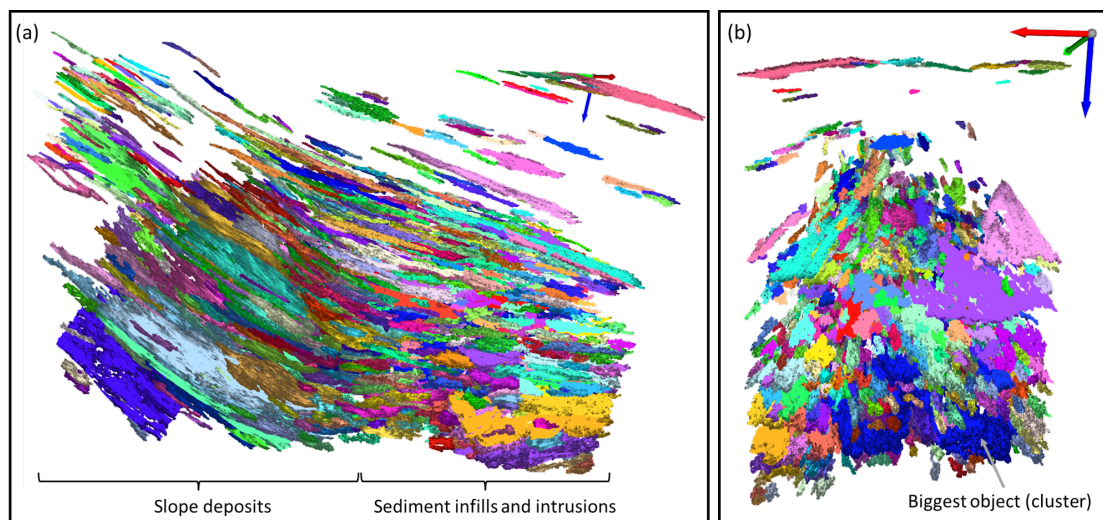 (a)
(b)
Slope deposits
Sediment infills and intrusions
Biggest object (cluster)